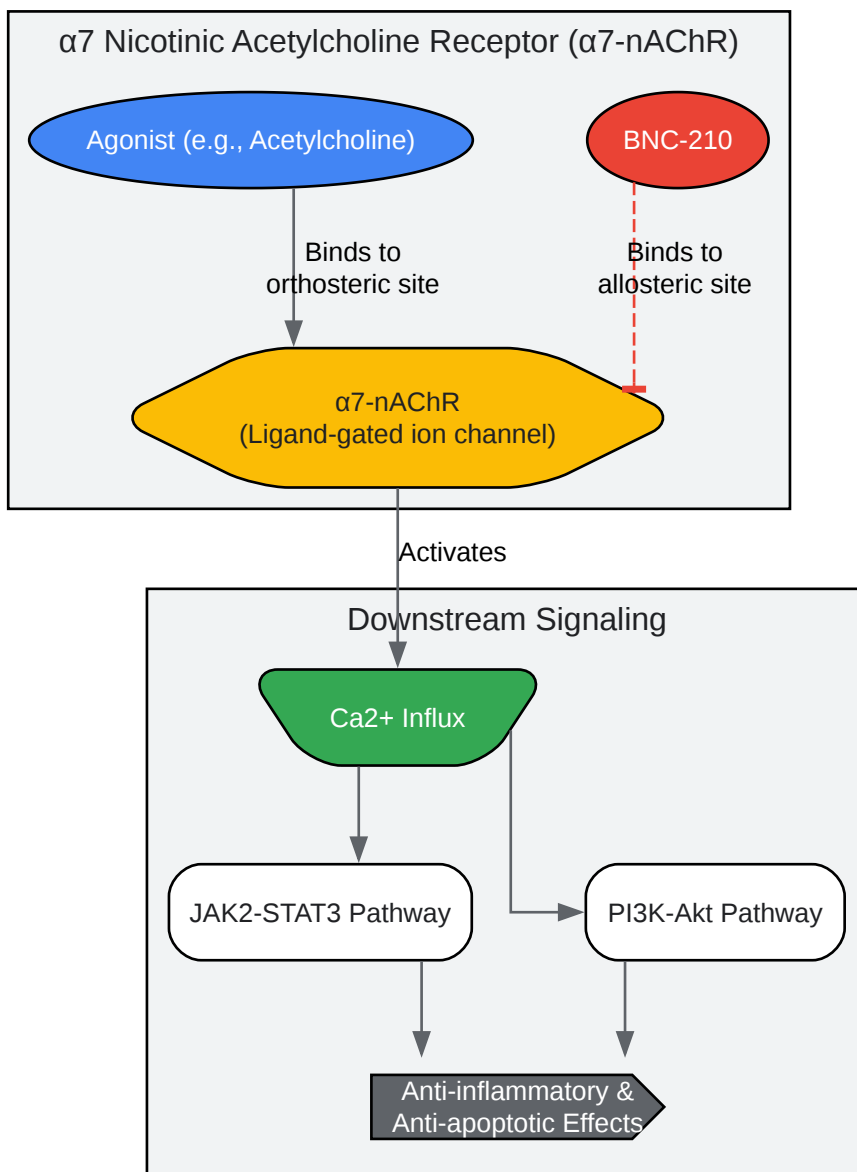 α7 Nicotinic Acetylcholine Receptor (α7-nAChR)
Agonist (e.g., Acetylcholine)
BNC-210
Binds to
orthosteric site
Binds to
allosteric site
α7-nAChR
(Ligand-gated ion channel)
Activates
Downstream Signaling
Ca2+ Influx
JAK2-STAT3 Pathway
PI3K-Akt Pathway
Anti-inflammatory &
Anti-apoptotic Effects